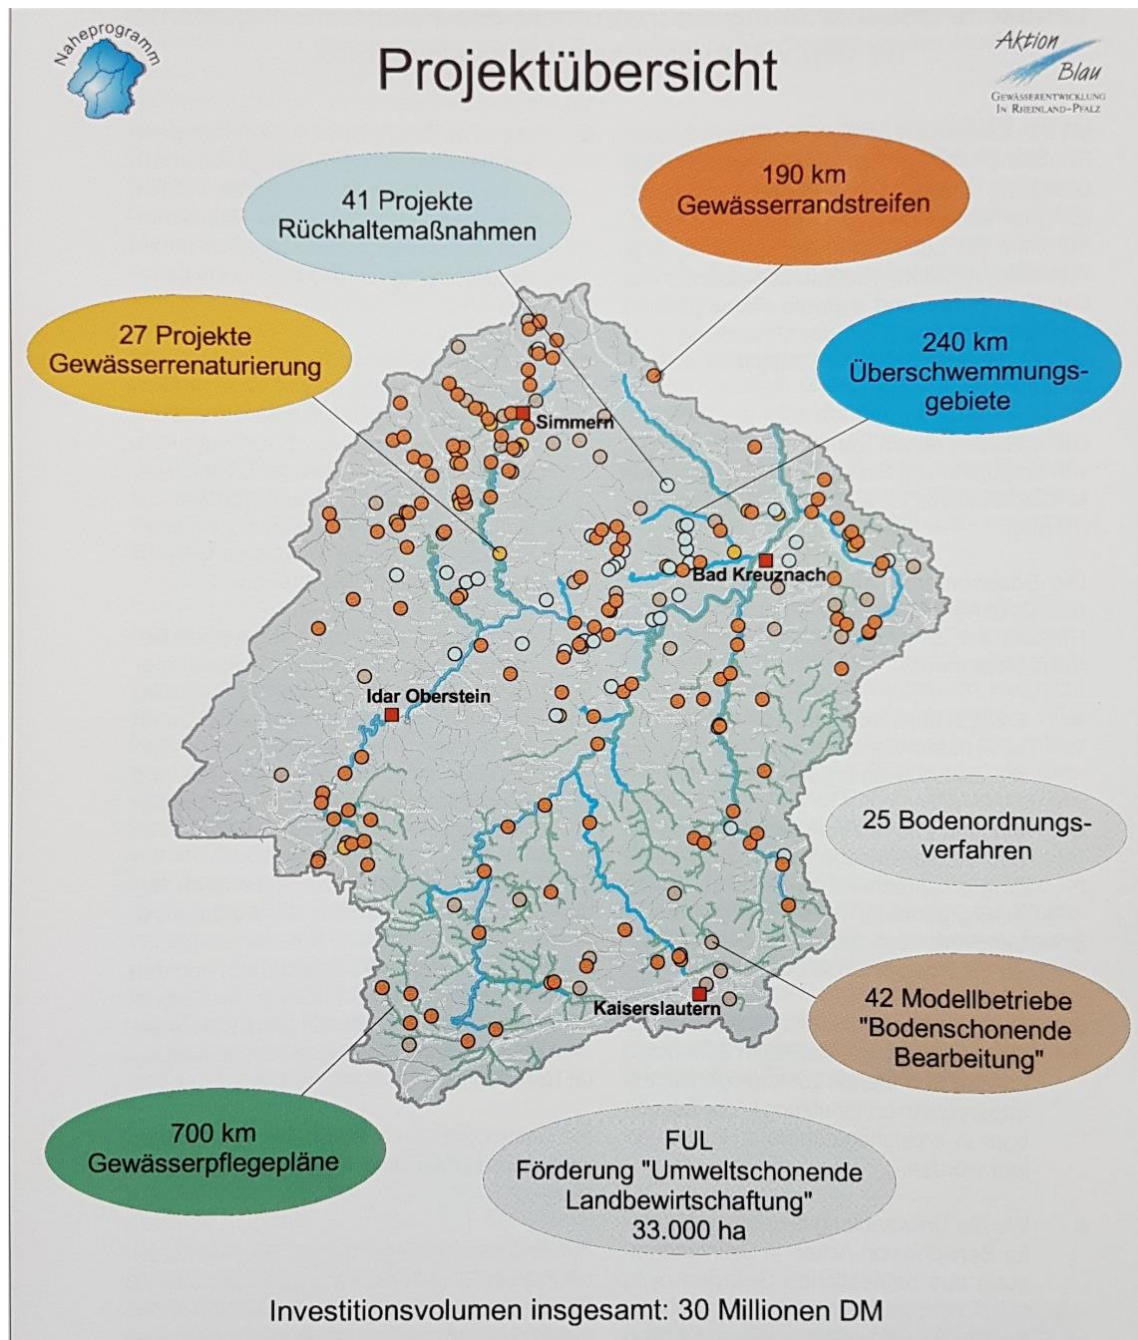 Naheprogramm
Projektübersicht
Aktion
Blau
GEWÄSSERENTWICKLUNG
IN RHEINLAND-PFALZ
190 km
Gewässerrandstreifen
41 Projekte
Rückhaltemaßnahmen
27 Projekte
Gewässerrenaturierung
240 km
Überschwemmungs-
gebiete
Simmern
Bad Kreuznach
Idar Oberstein
25 Bodenordnungs-
verfahren
Kaiserslautern
42 Modellbetriebe
"Bodenschonende
Bearbeitung"
700 km
Gewässerpflegepläne
FUL
Förderung "Umweltschonende
Landbewirtschaftung"
33.000 ha
Investitionsvolumen insgesamt: 30 Millionen DM